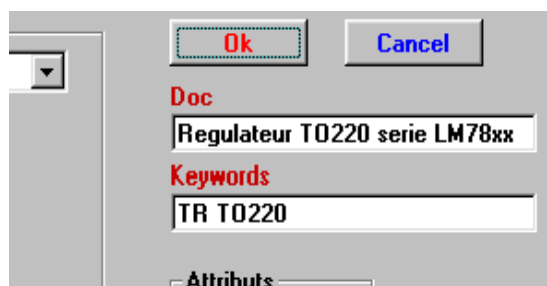 Ok Cancel
Doc
Regulateur TO220 serie LM78xx
Keywords
TR TO220
Attributs